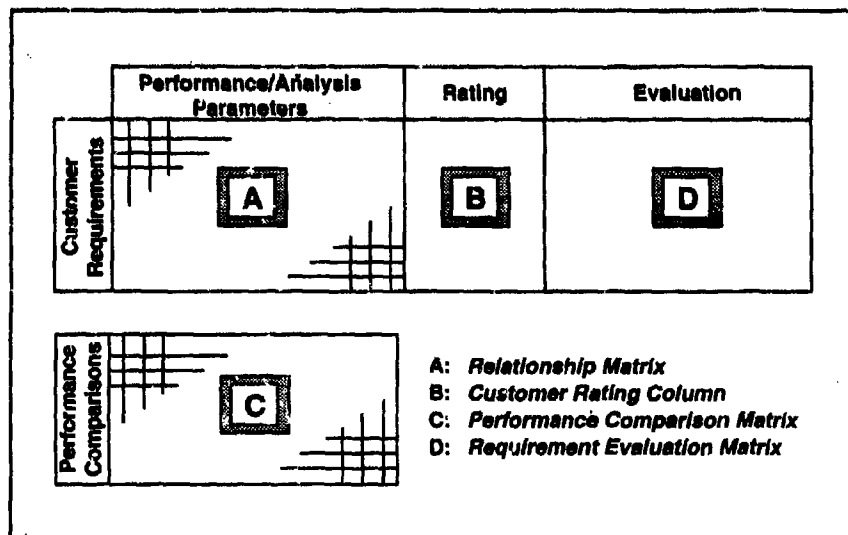 Performance/Analysis
Parameters
Rating
Evaluation
Customer
Requirements
A
B
D
Performance
Comparisons
C
A: Relationship Matrix
B: Customer Rating Column
C: Performance Comparison Matrix
D: Requirement Evaluation Matrix